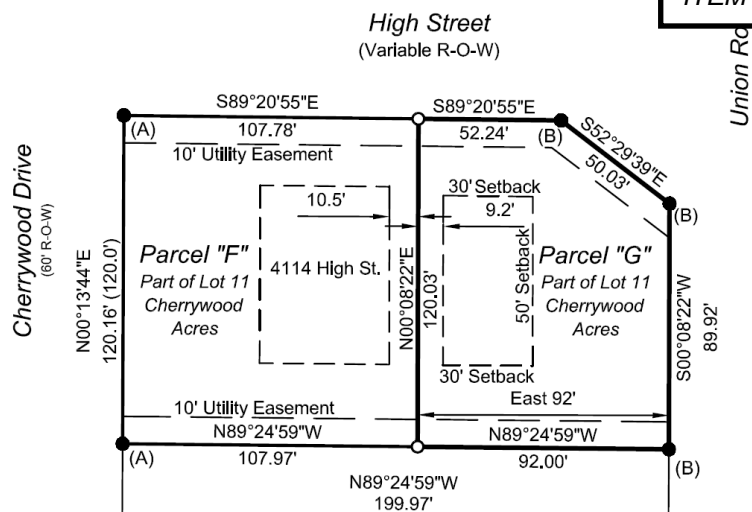 ITEM
High Street
(Variable R-O-W)
Union Ro
S89°20'55"E
S89°20'55"E
S52°29'39"E
(A)
107.78'
52.24'
(B)
50.03'
10' Utility Easement
30' Setback
(B)
10.5'
9.2'
Cherrywood Drive
(60' R-O-W)
N00°13'44"E
120.16' (120.0')
Parcel "F"
Part of Lot 11
Cherrywood
Acres
4114 High St.
N00°08'22"E
120.03'
50' Setback
Parcel "G"
Part of Lot 11
Cherrywood
Acres
S00°08'22"W
89.92'
30' Setback
East 92'
10' Utility Easement
N89°24'59"W
N89°24'59"W
(A)
107.97'
92.00'
(B)
N89°24'59"W
199.97'